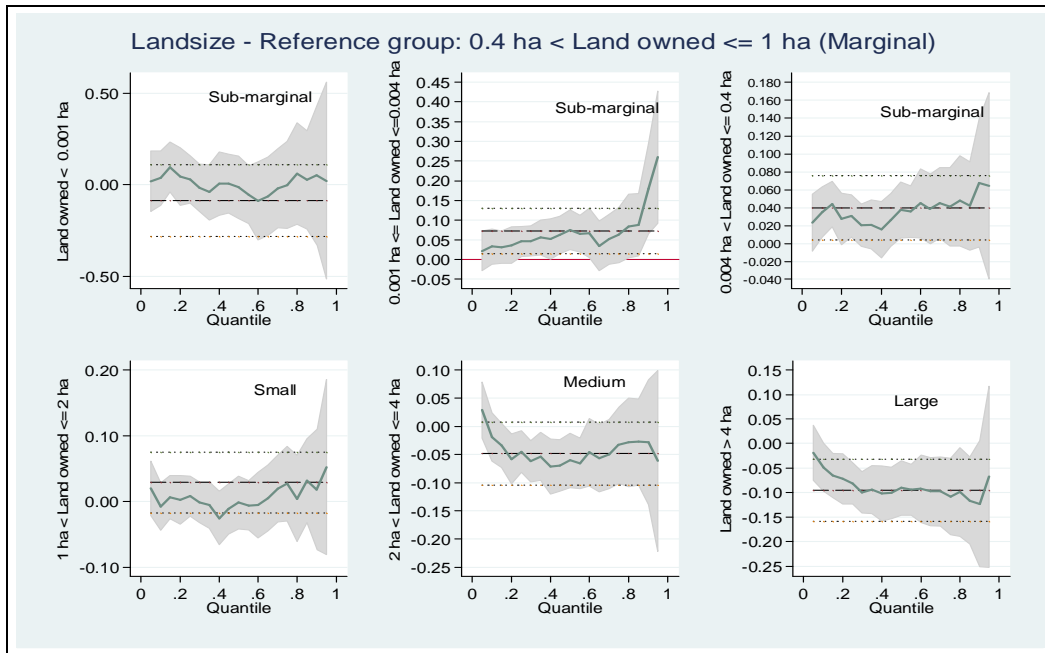 Landsize - Reference group: 0.4 ha < Land owned <= 1 ha (Marginal)
Land owned < 0.001 ha
0.50
0.00
-0.50
Sub-marginal
0 .2 .4 .6 .8 1
Quantile
0.001 ha <= Land owned <=0.004 ha
0.45
0.40
0.35
0.30
0.25
0.20
0.15
0.10
0.05
0.00
-0.05
Sub-marginal
0 .2 .4 .6 .8 1
Quantile
0.004 ha < Land owned <= 0.4 ha
0.180
0.160
0.140
0.120
0.100
0.080
0.060
0.040
0.020
0.000
-0.020
-0.040
Sub-marginal
0 .2 .4 .6 .8 1
Quantile
1 ha < Land owned <= 2 ha
0.20
0.10
0.00
-0.10
Small
0 .2 .4 .6 .8 1
Quantile
2 ha < Land owned <= 4 ha
0.10
0.05
0.00
-0.05
-0.10
-0.15
-0.20
-0.25
Medium
0 .2 .4 .6 .8 1
Quantile
Land owned > 4 ha
0.15
0.10
0.05
0.00
-0.05
-0.10
-0.15
-0.20
-0.25
Large
0 .2 .4 .6 .8 1
Quantile